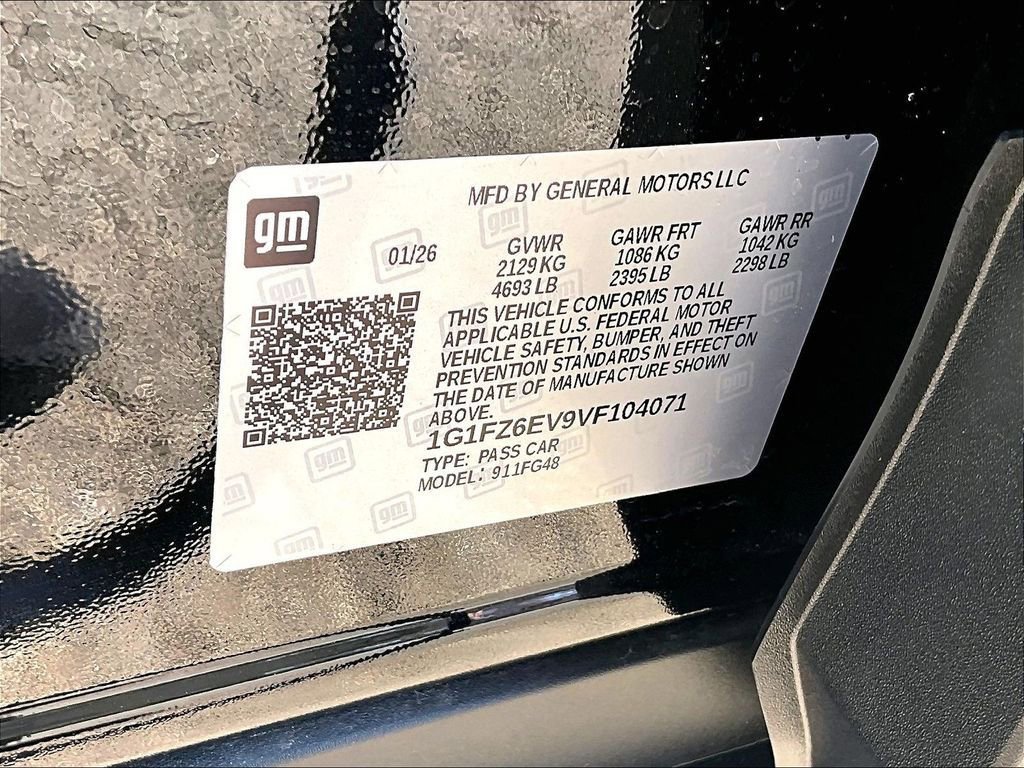 gm
MFD BY GENERAL MOTORS LLC
01/26
GVWR
2129 KG
4693 LB
GAWR FRT
1086 KG
2395 LB
GAWR RR
1042 KG
2298 LB
THIS VEHICLE CONFORMS TO ALL
APPLICABLE U.S. FEDERAL MOTOR
VEHICLE SAFETY, BUMPER, AND THEFT
PREVENTION STANDARDS IN EFFECT ON
THE DATE OF MANUFACTURE SHOWN
ABOVE.
1G1FZ6EV9VF104071
TYPE: PASS CAR
MODEL: 911FG48